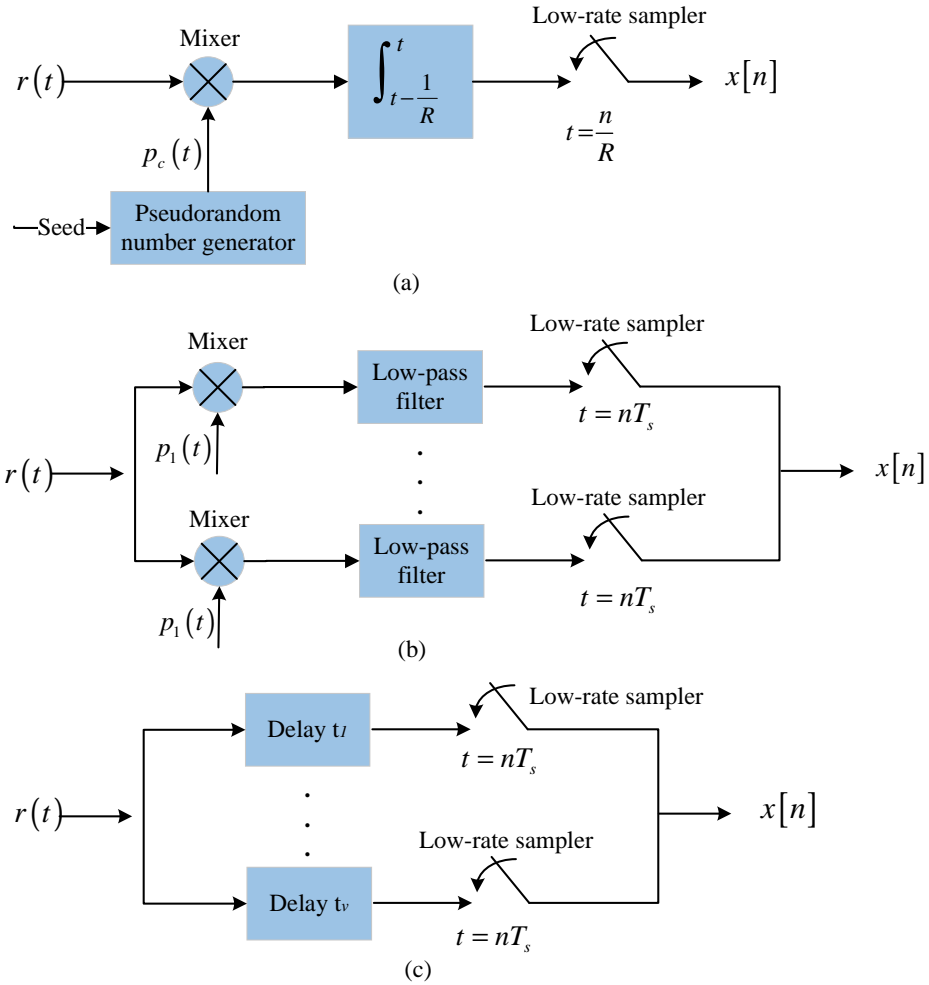 Mixer
Low-rate sampler
r(t)
∫_{t-1/R}^{t}
x[n]
t = n/R
p_c(t)
Seed
Pseudorandom
number generator
(a)
Mixer
Low-rate sampler
Low-pass
filter
t = nT_s
p_1(t)
r(t)
.
.
.
x[n]
Mixer
Low-rate sampler
Low-pass
filter
t = nT_s
p_1(t)
(b)
Low-rate sampler
Delay t_1
t = nT_s
r(t)
.
.
.
x[n]
Low-rate sampler
Delay t_v
t = nT_s
(c)